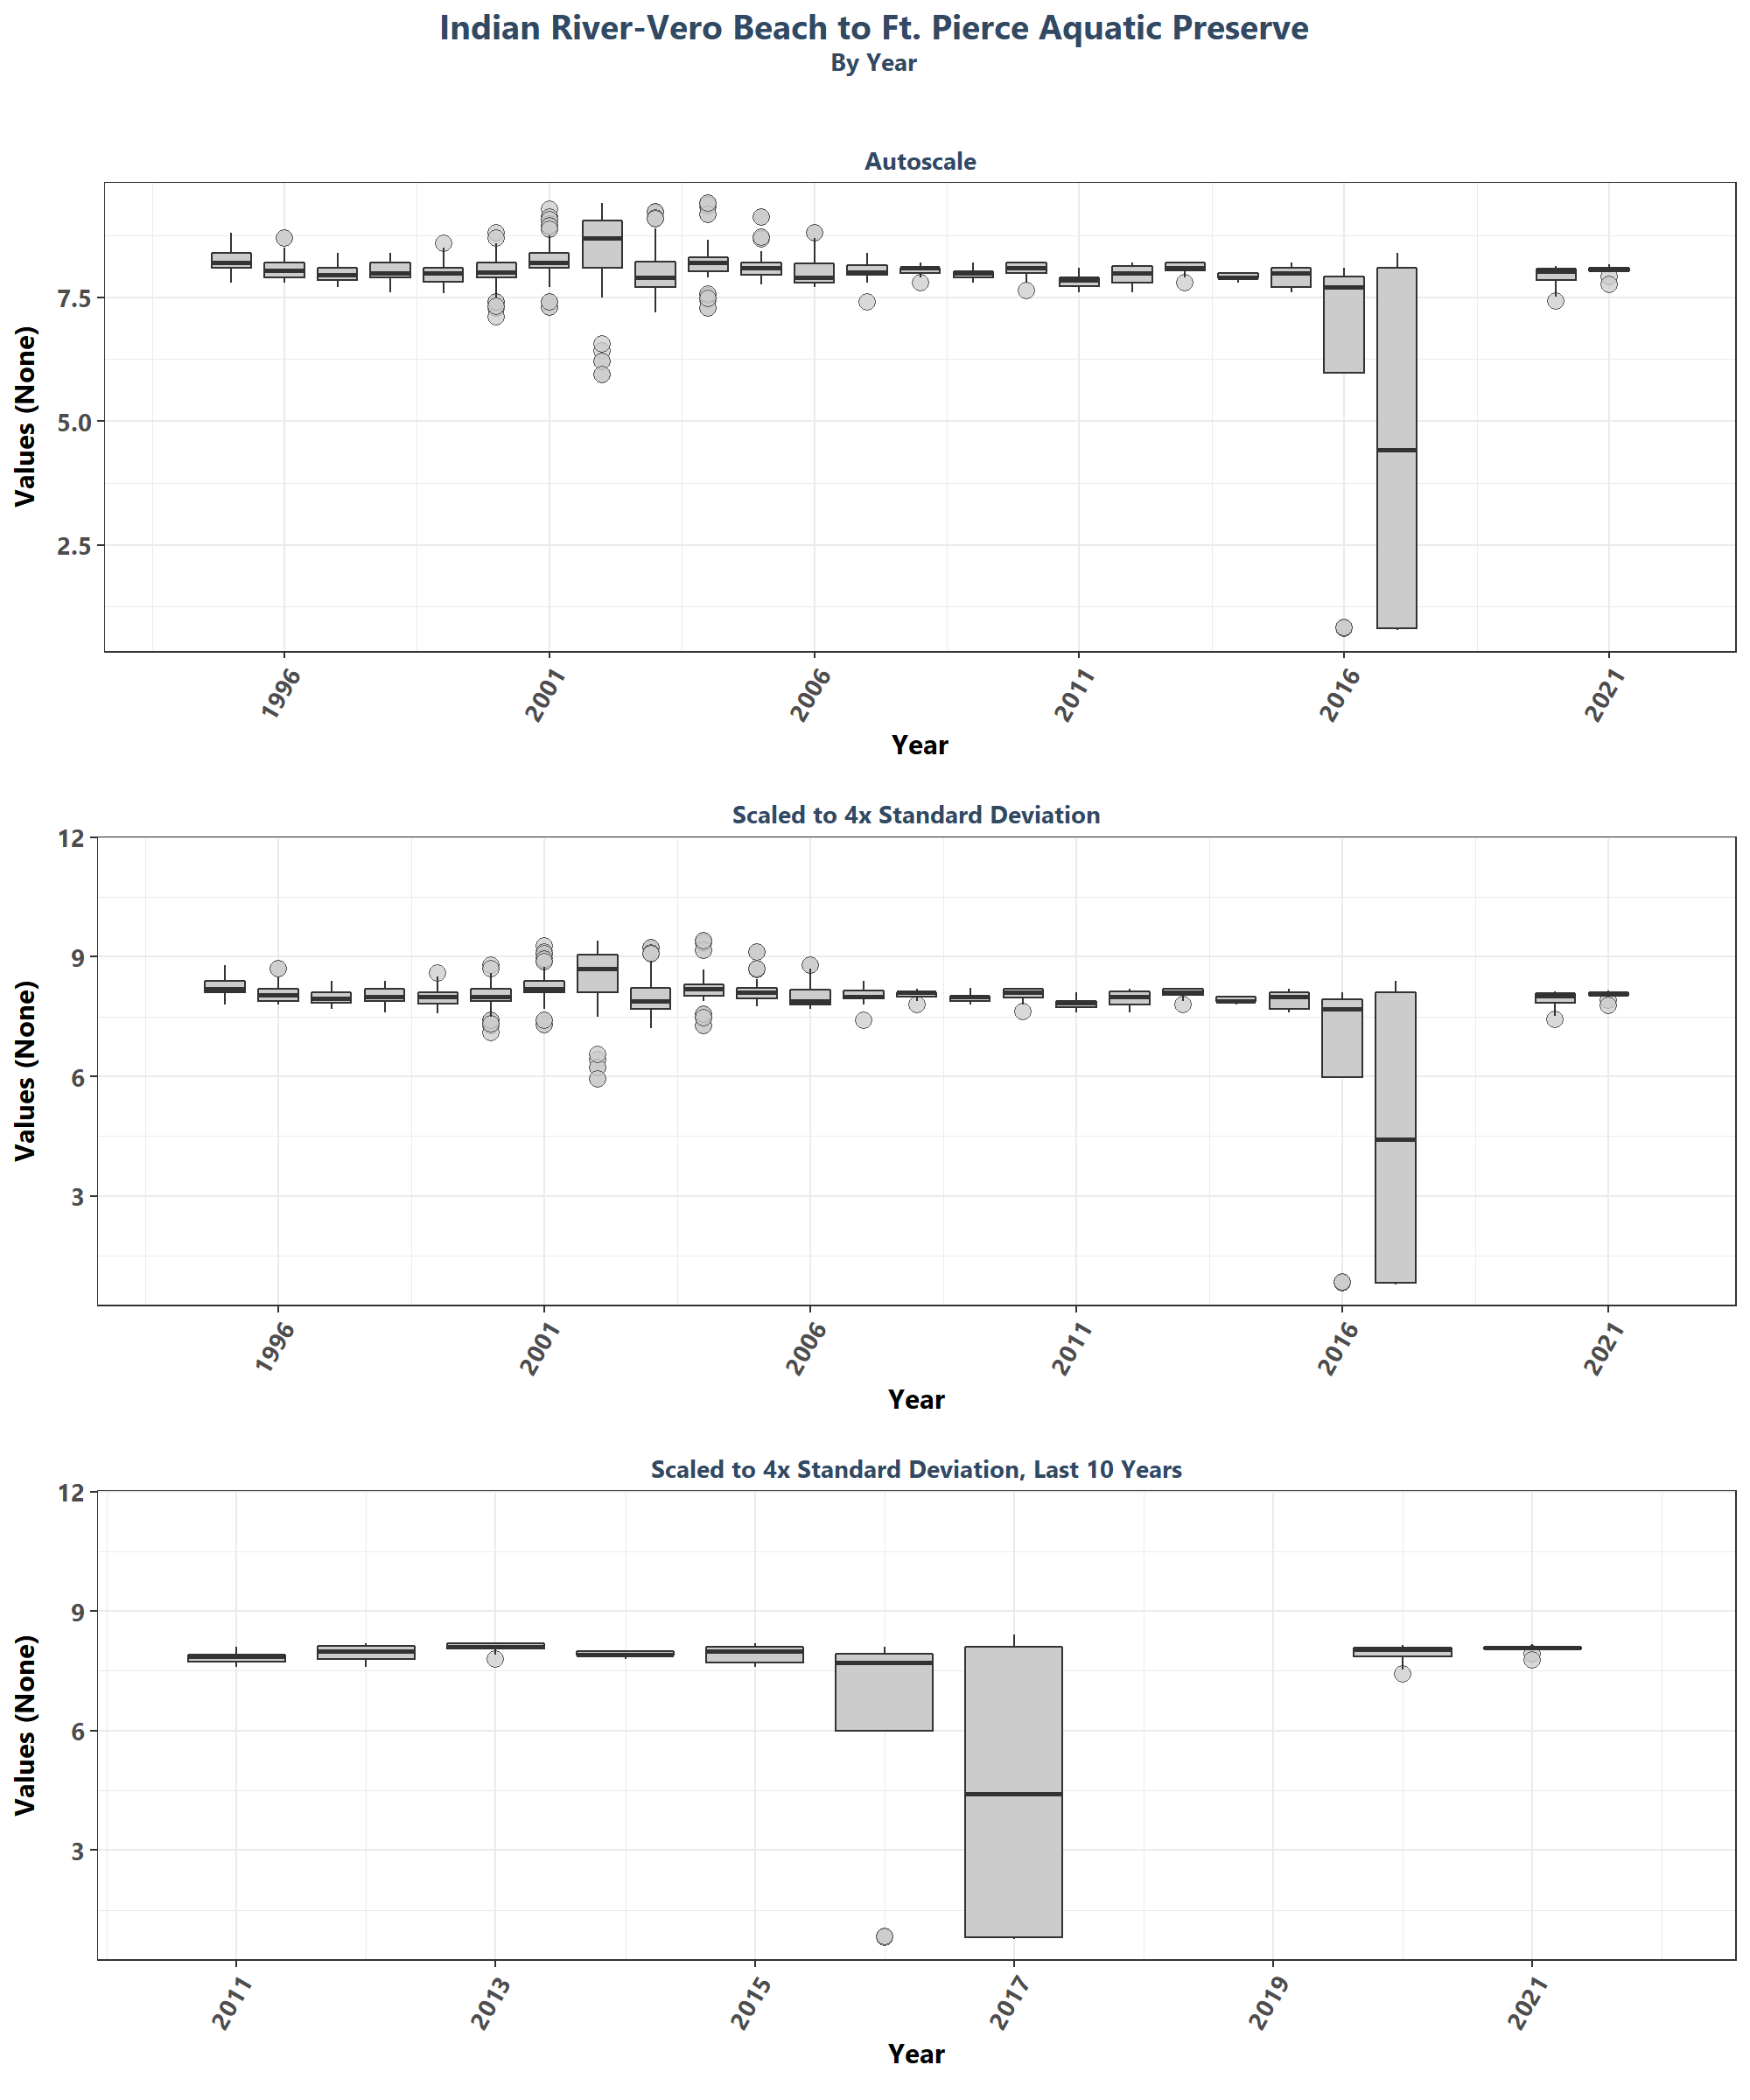 Indian River-Vero Beach to Ft. Pierce Aquatic Preserve
By Year
Autoscale
Values (None)
7.5
5.0
2.5
1996
2001
2006
2011
2016
2021
Year
Scaled to 4x Standard Deviation
Values (None)
12
9
6
3
1996
2001
2006
2011
2016
2021
Year
Scaled to 4x Standard Deviation, Last 10 Years
Values (None)
12
9
6
3
2011
2013
2015
2017
2019
2021
Year